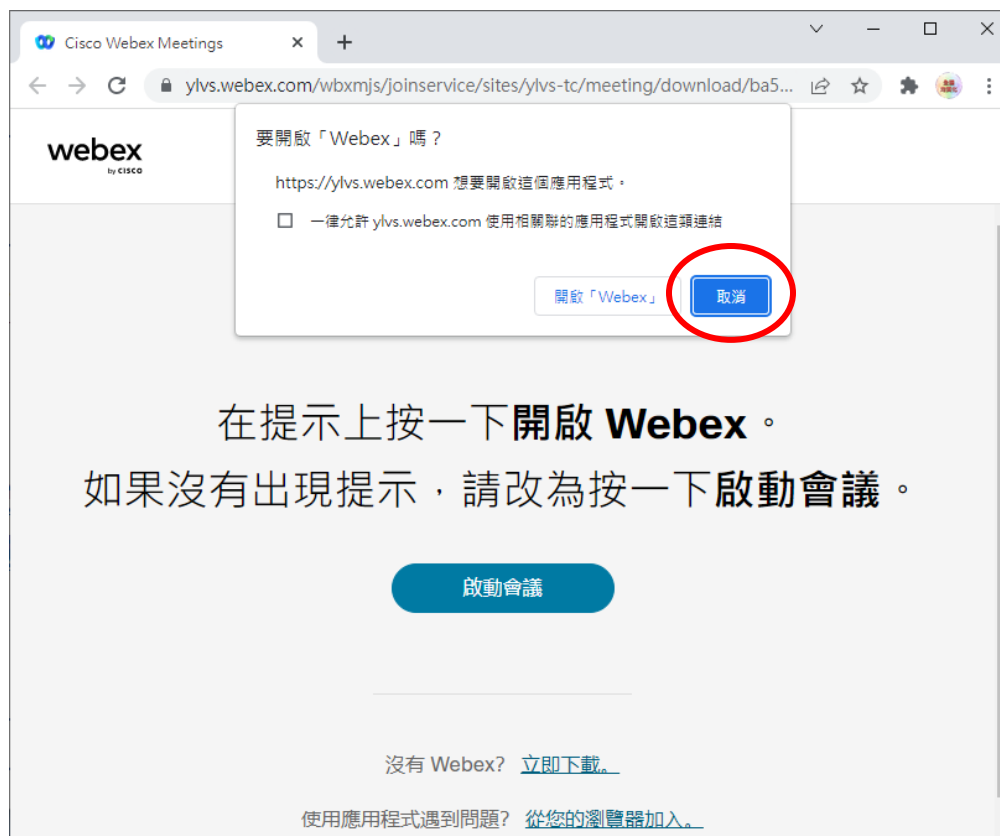 Cisco Webex Meetings
ylvs.webex.com/wbxmjs/joinservice/sites/ylvs-tc/meeting/download/ba5...
webex
by CISCO
要開啟「Webex」嗎？
https://ylvs.webex.com 想要開啟這個應用程式。
一律允許 ylvs.webex.com 使用相關聯的應用程式開啟這類連結
開啟「Webex」
取消
在提示上按一下開啟 Webex。
如果沒有出現提示，請改為按一下啟動會議。
啟動會議
沒有 Webex? 立即下載。
使用應用程式遇到問題? 從您的瀏覽器加入。